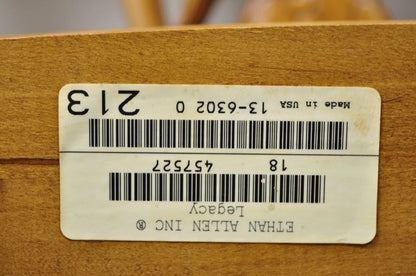 ETHAN ALLEN INC ®
Legacy
18 457527
Made in USA 13-6302 0 213